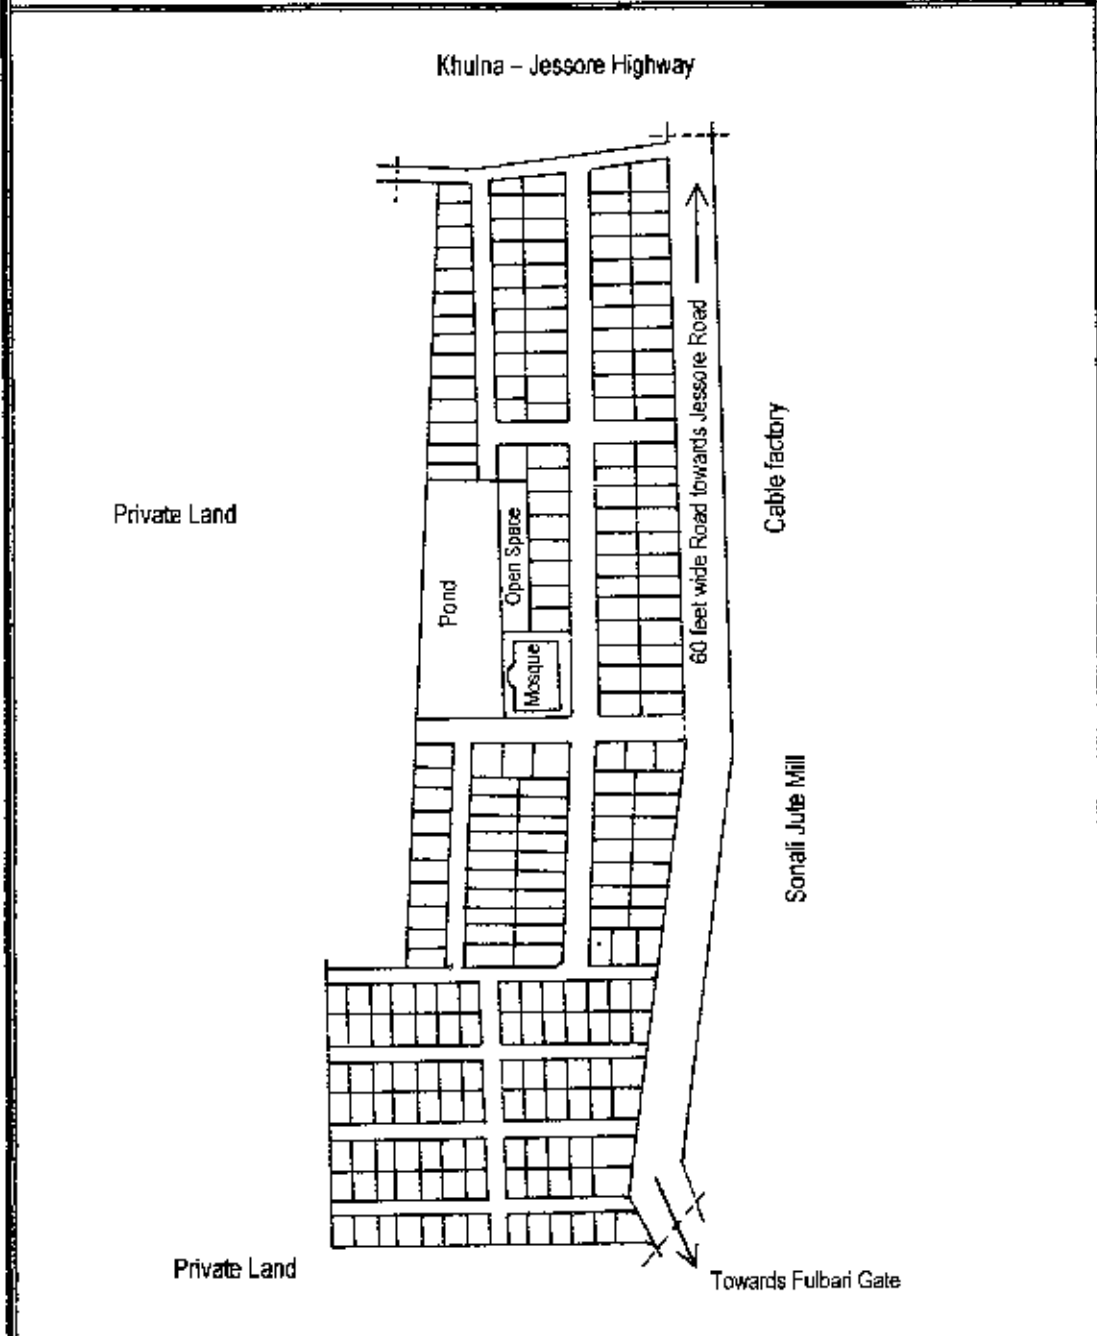 Khulna – Jessore Highway
60 feet wide Road towards Jessore Road
Cable factory
Private Land
Open Space
Pond
Mosque
Sonali Jute Mill
Private Land
Towards Fulbari Gate